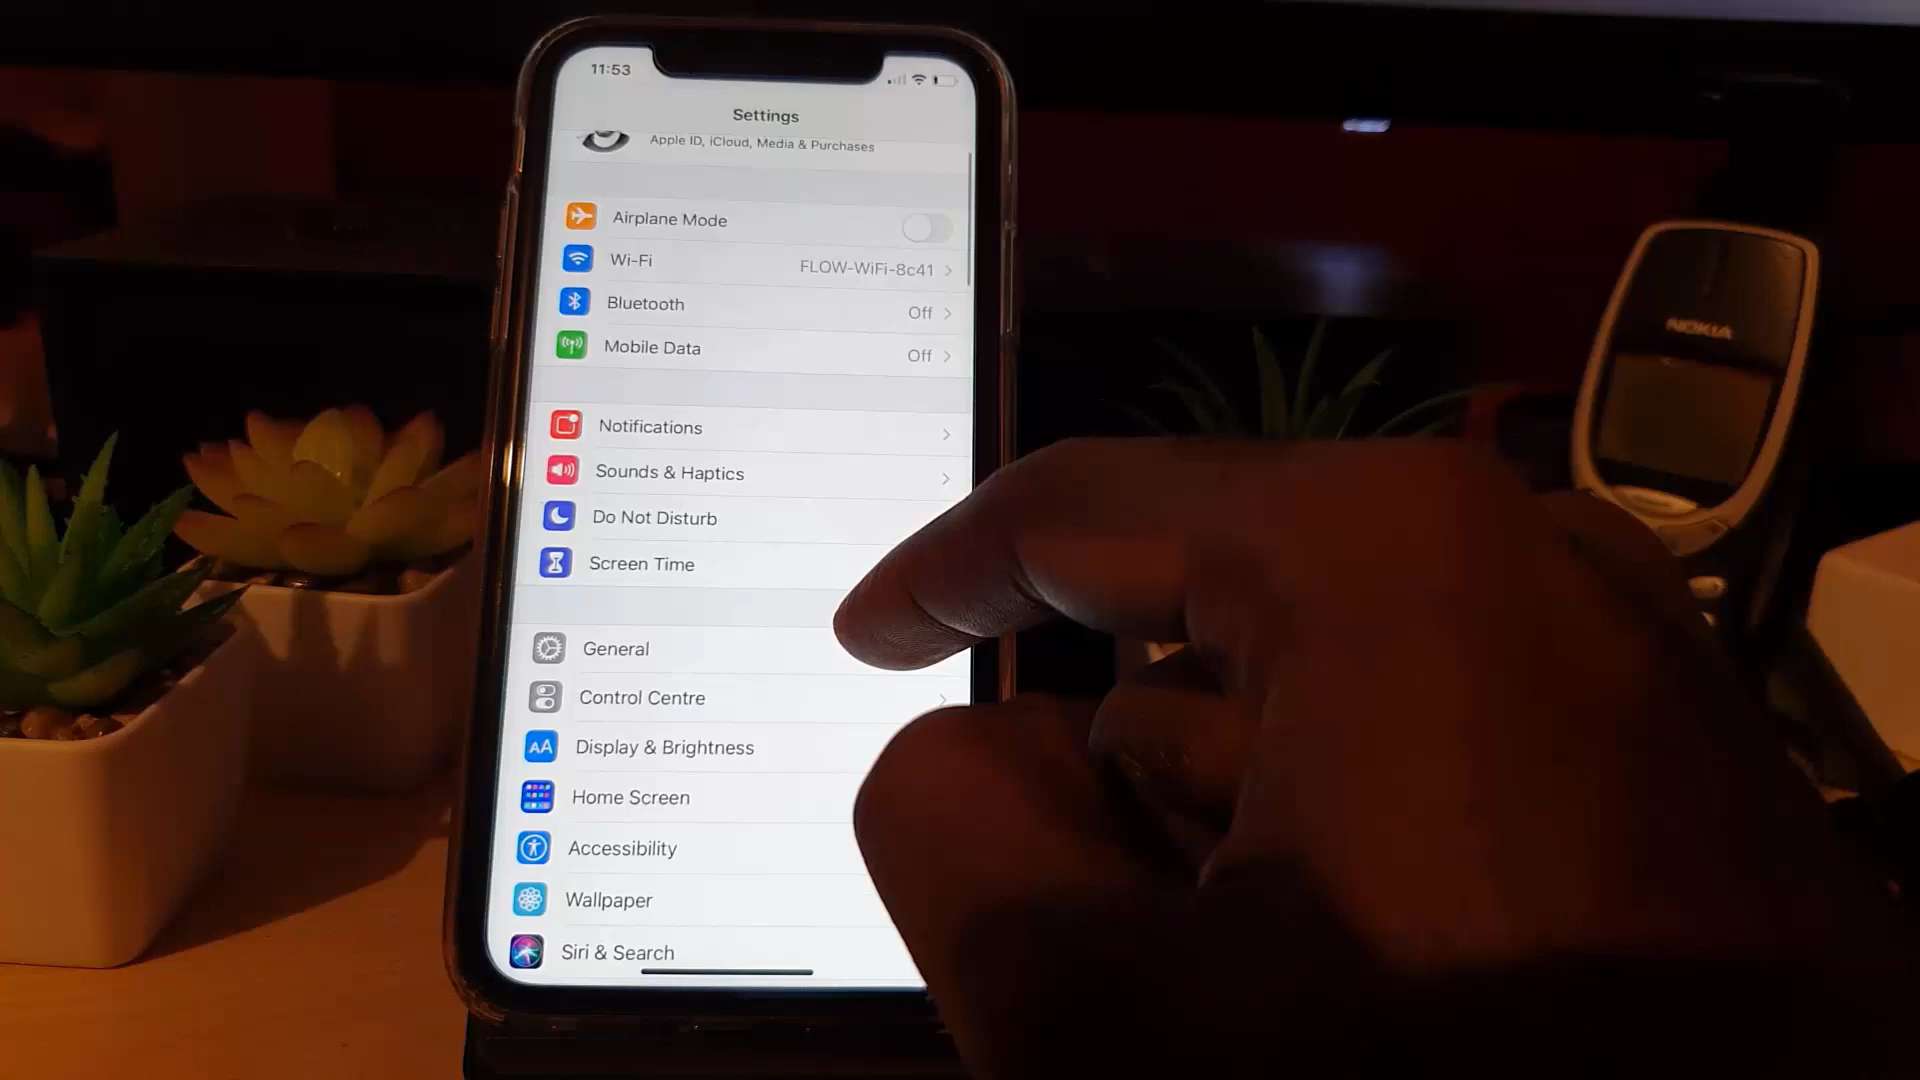 11:53
Settings
Apple ID, iCloud, Media & Purchases
Airplane Mode
Wi-Fi FLOW-WiFi-8c41
Bluetooth Off
Mobile Data Off
Notifications
Sounds & Haptics
Do Not Disturb
Screen Time
General
Control Centre
AA Display & Brightness
Home Screen
Accessibility
Wallpaper
Siri & Search
NOKIA